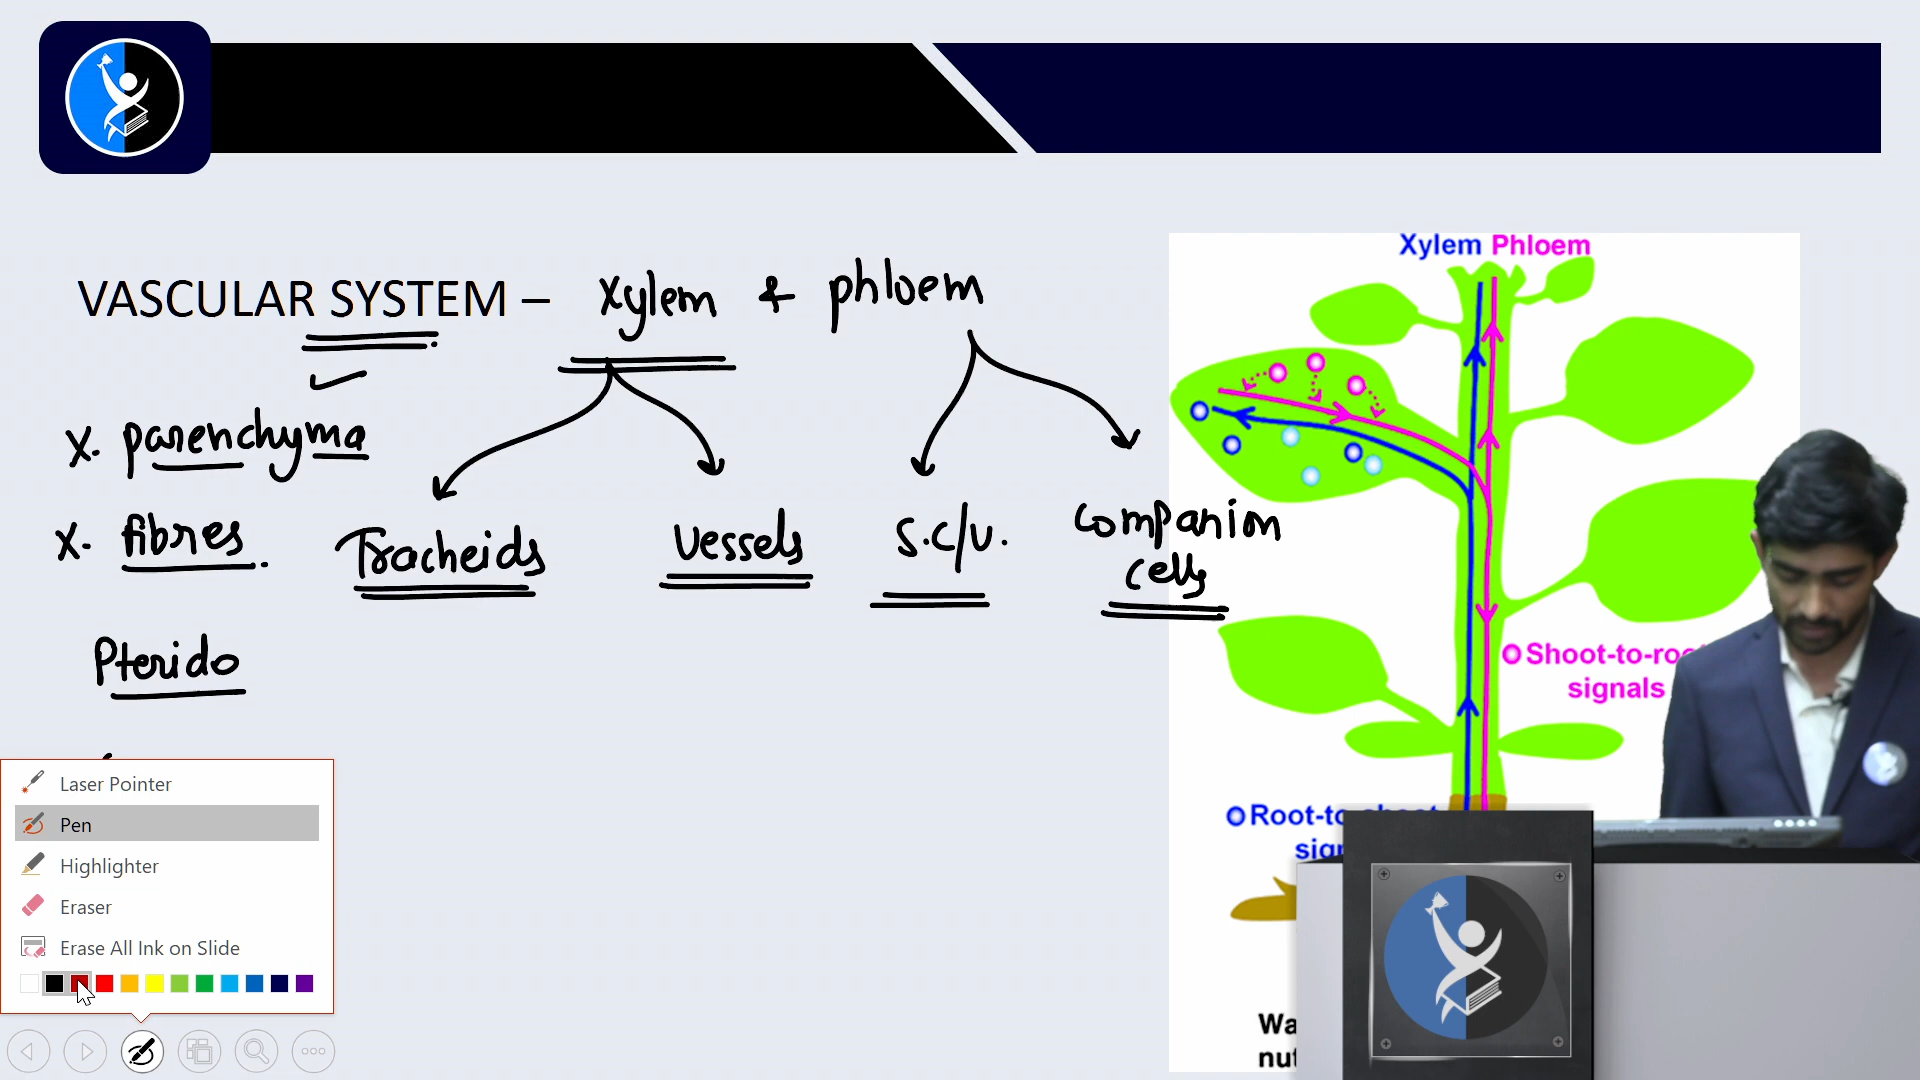 VASCULAR SYSTEM – xylem & phloem
x. parenchyma
x. fibres.
Tracheids
vessels
S.C/U.
companion
cells
Pterido
Xylem Phloem
Shoot-to-
signals
Root-to-shoot
Laser Pointer
Pen
Highlighter
Eraser
Erase All Ink on Slide